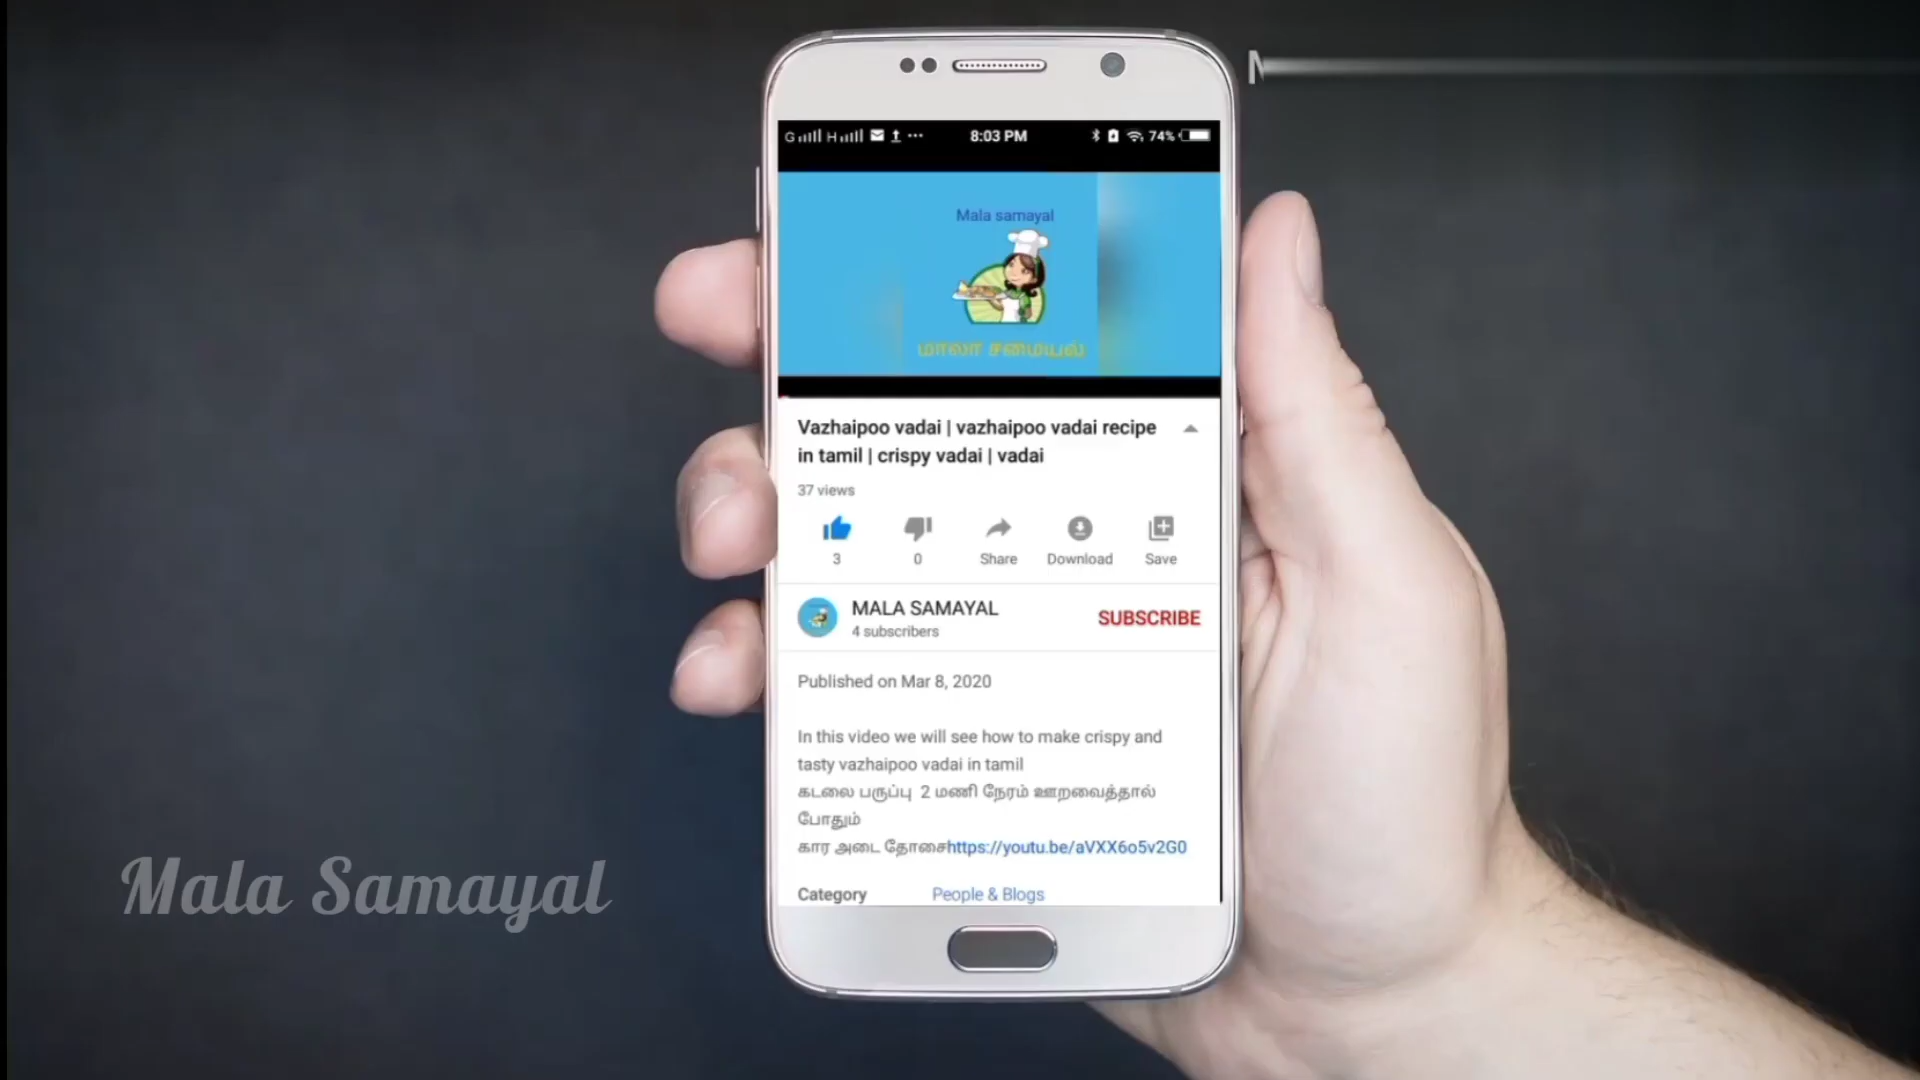 G H 8:03 PM 74%
Mala samayal
மாலா சமையல்
Vazhaipoo vadai | vazhaipoo vadai recipe
in tamil | crispy vadai | vadai
37 views
3 0 Share Download Save
MALA SAMAYAL
4 subscribers
SUBSCRIBE
Published on Mar 8, 2020
In this video we will see how to make crispy and
tasty vazhaipoo vadai in tamil
கடலை பருப்பு 2 மணி நேரம் ஊறவைத்தால்
போதும்
கார அடை தோசைhttps://youtu.be/aVXX6o5v2G0
Category People & Blogs
Mala Samayal